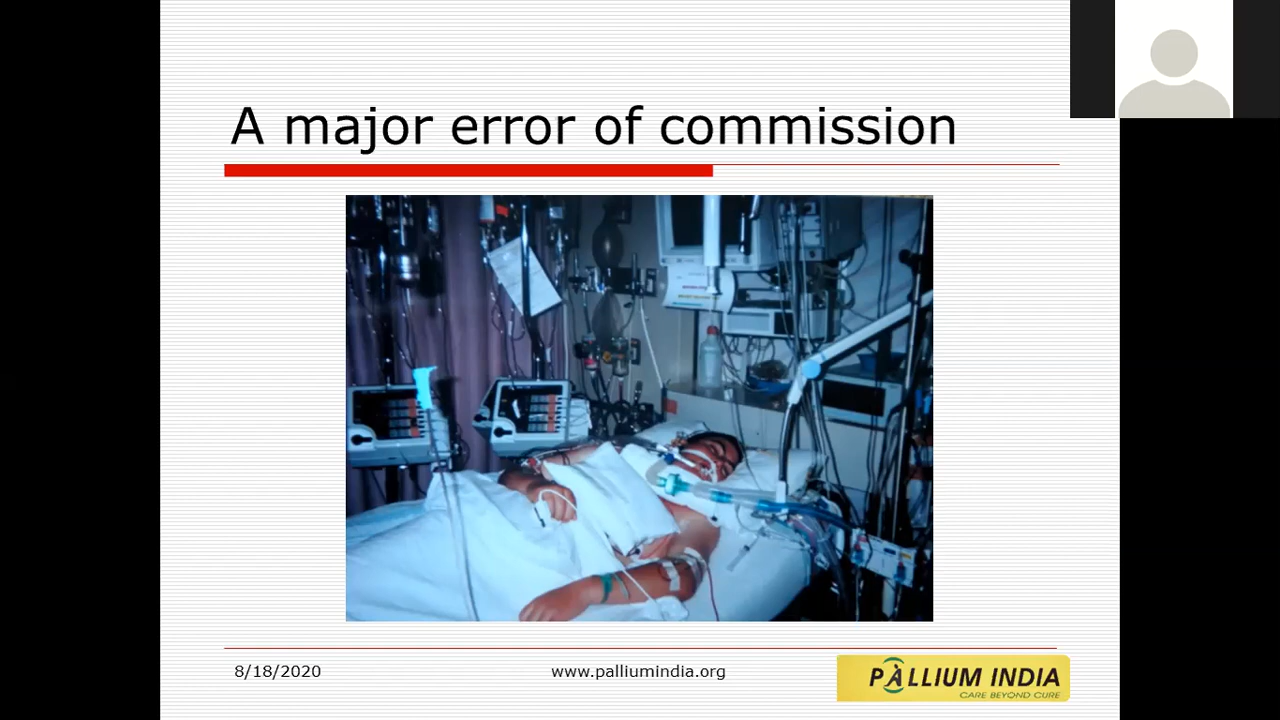 A major error of commission
8/18/2020
www.palliumindia.org
PALLIUM INDIA
CARE BEYOND CURE